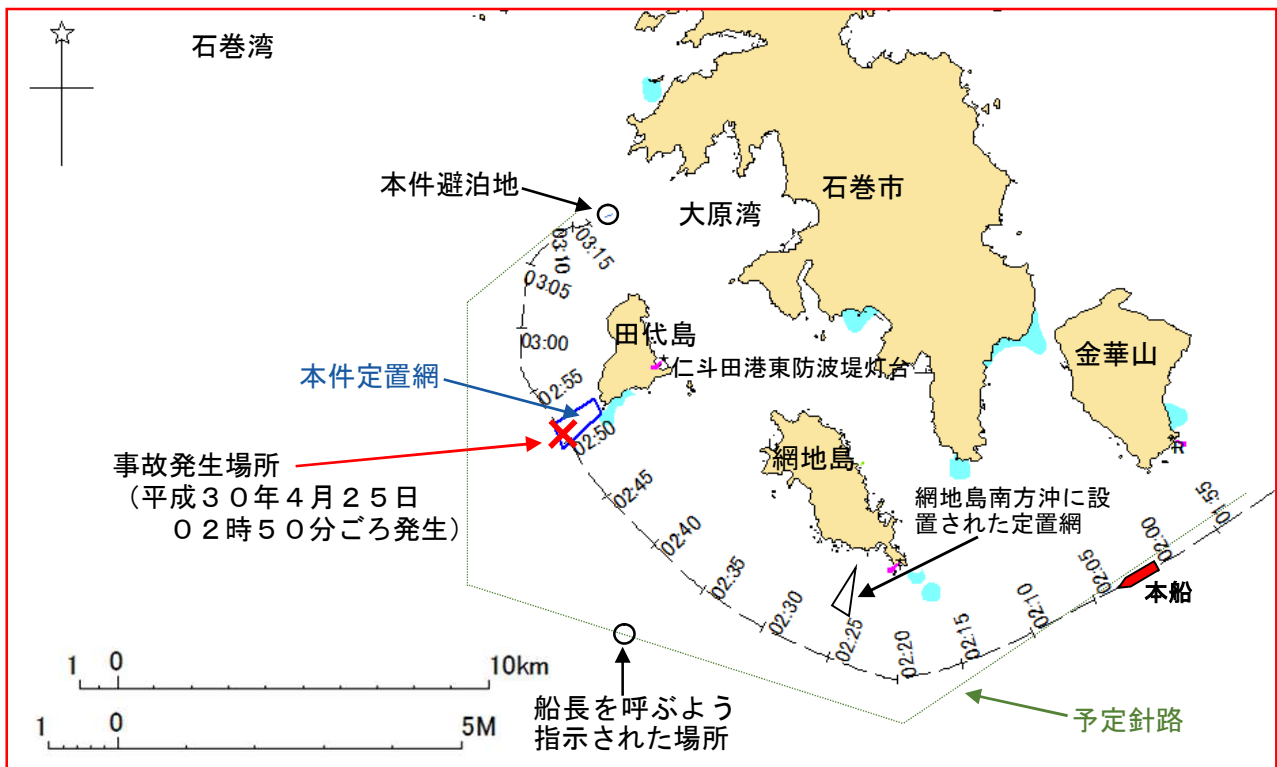 石巻湾
本件避泊地
大原湾
石巻市
03:15
03:10
03:05
03:00
田代島
仁斗田港東防波堤灯台
金華山
本件定置網
02:55
02:50
事故発生場所
(平成30年4月25日
02時50分ごろ発生)
R
網地島
網地島南方沖に設
置された定置網
02:45
02:40
02:35
02:30
02:25
02:20
02:15
02:10
02:05
02:00
01:55
本船
1 0 10km
1 0 5M
船長を呼ぶよう
指示された場所
予定針路